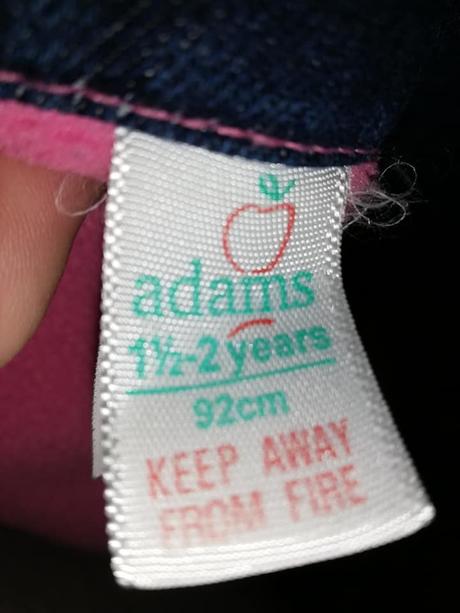 adams
1½-2 years
92cm
KEEP AWAY
FROM FIRE